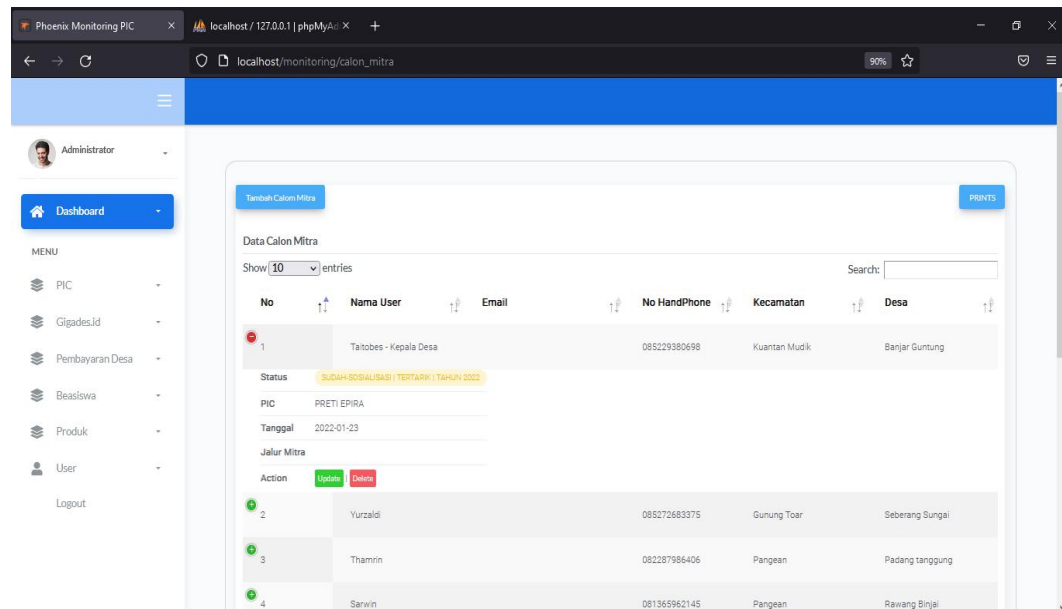 Phoenix Monitoring PIC
localhost / 127.0.0.1 | phpMyAd
localhost/monitoring/calon_mitra
90%
Administrator
Dashboard
MENU
PIC
Gigades.id
Pembayaran Desa
Beasiswa
Produk
User
Logout
Tambah Calom Mitra
PRINTS
Data Calon Mitra
Show 10 entries
Search:
No Nama User Email No HandPhone Kecamatan Desa
1 Taitobes - Kepala Desa 085229380698 Kuantan Mudik Banjar Guntung
Status SUDAH-SOSIALISASI | TERTARIK | TAHUN 2022
PIC PRETI EPIRA
Tanggal 2022-01-23
Jalur Mitra
Action Update | Delete
2 Yurzaldi 085272683375 Gunung Toar Seberang Sungai
3 Thamrin 082287986406 Pangean Padang tanggung
4 Sarwin 081365962145 Pangean Rawang Binjai